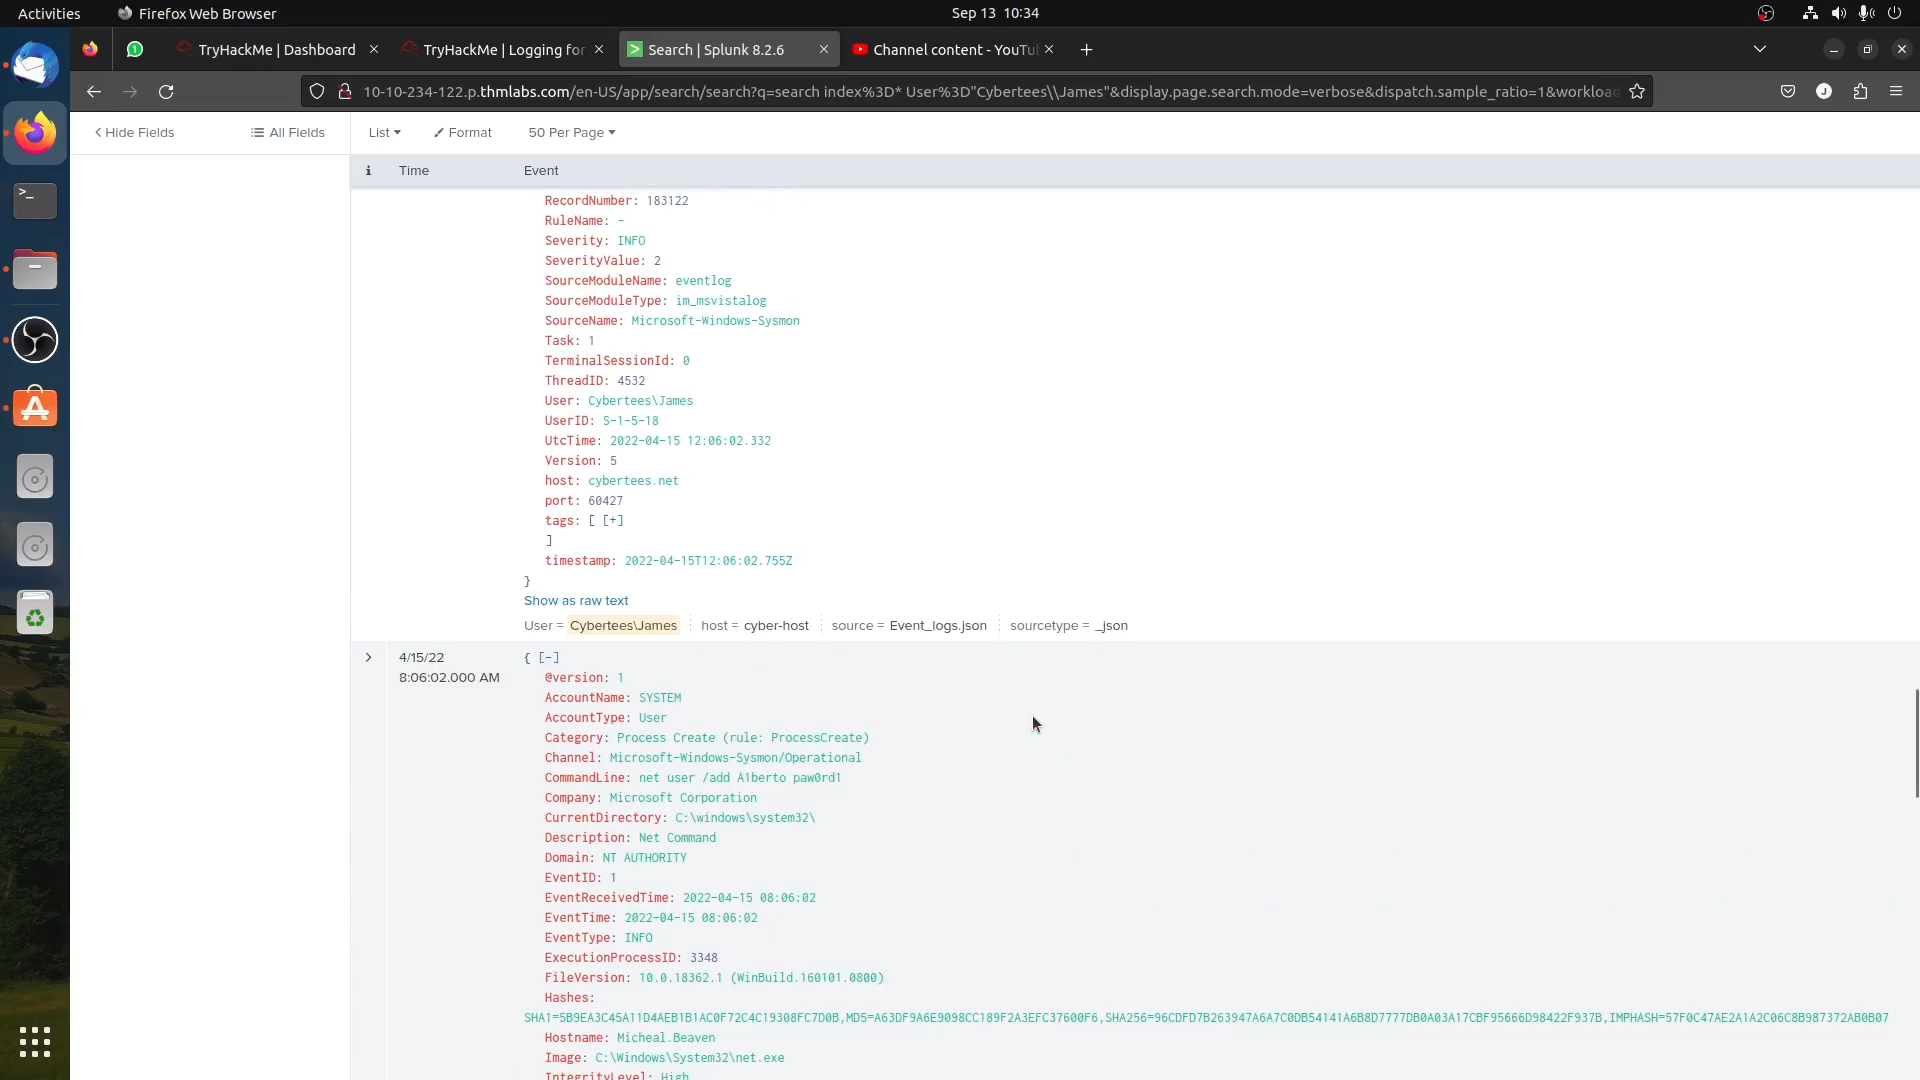 Activities
Firefox Web Browser
Sep 13 10:34
TryHackMe | Dashboard
TryHackMe | Logging for
Search | Splunk 8.2.6
Channel content - YouTu
10-10-234-122.p.thmlabs.com/en-US/app/search/search?q=search index%3D* User%3D"Cybertees\\James"&display.page.search.mode=verbose&dispatch.sample_ratio=1&workload
Hide Fields
All Fields
List
Format
50 Per Page
i
Time
Event
RecordNumber: 183122
RuleName: -
Severity: INFO
SeverityValue: 2
SourceModuleName: eventlog
SourceModuleType: im_msvistalog
SourceName: Microsoft-Windows-Sysmon
Task: 1
TerminalSessionId: 0
ThreadID: 4532
User: Cybertees\James
UserID: S-1-5-18
UtcTime: 2022-04-15 12:06:02.332
Version: 5
host: cybertees.net
port: 60427
tags: [ [+]
]
timestamp: 2022-04-15T12:06:02.755Z
}
Show as raw text
User = Cybertees\James
host = cyber-host
source = Event_logs.json
sourcetype = _json
4/15/22
8:06:02.000 AM
{ [-]
@version: 1
AccountName: SYSTEM
AccountType: User
Category: Process Create (rule: ProcessCreate)
Channel: Microsoft-Windows-Sysmon/Operational
CommandLine: net user /add A1berto paw0rd1
Company: Microsoft Corporation
CurrentDirectory: C:\windows\system32\
Description: Net Command
Domain: NT AUTHORITY
EventID: 1
EventReceivedTime: 2022-04-15 08:06:02
EventTime: 2022-04-15 08:06:02
EventType: INFO
ExecutionProcessID: 3348
FileVersion: 10.0.18362.1 (WinBuild.160101.0800)
Hashes:
SHA1=5B9EA3C45A11D4AEB1B1AC0F72C4C19308FC7D0B,MD5=A63DF9A6E9098CC189F2A3EFC37600F6,SHA256=96CDFD7B263947A6A7C0DB54141A6B8D7777DB0A03A17CBF95666D98422F937B,IMPHASH=57F0C47AE2A1A2C06C8B987372AB0B07
Hostname: Micheal.Beaven
Image: C:\Windows\System32\net.exe
IntegrityLevel: High